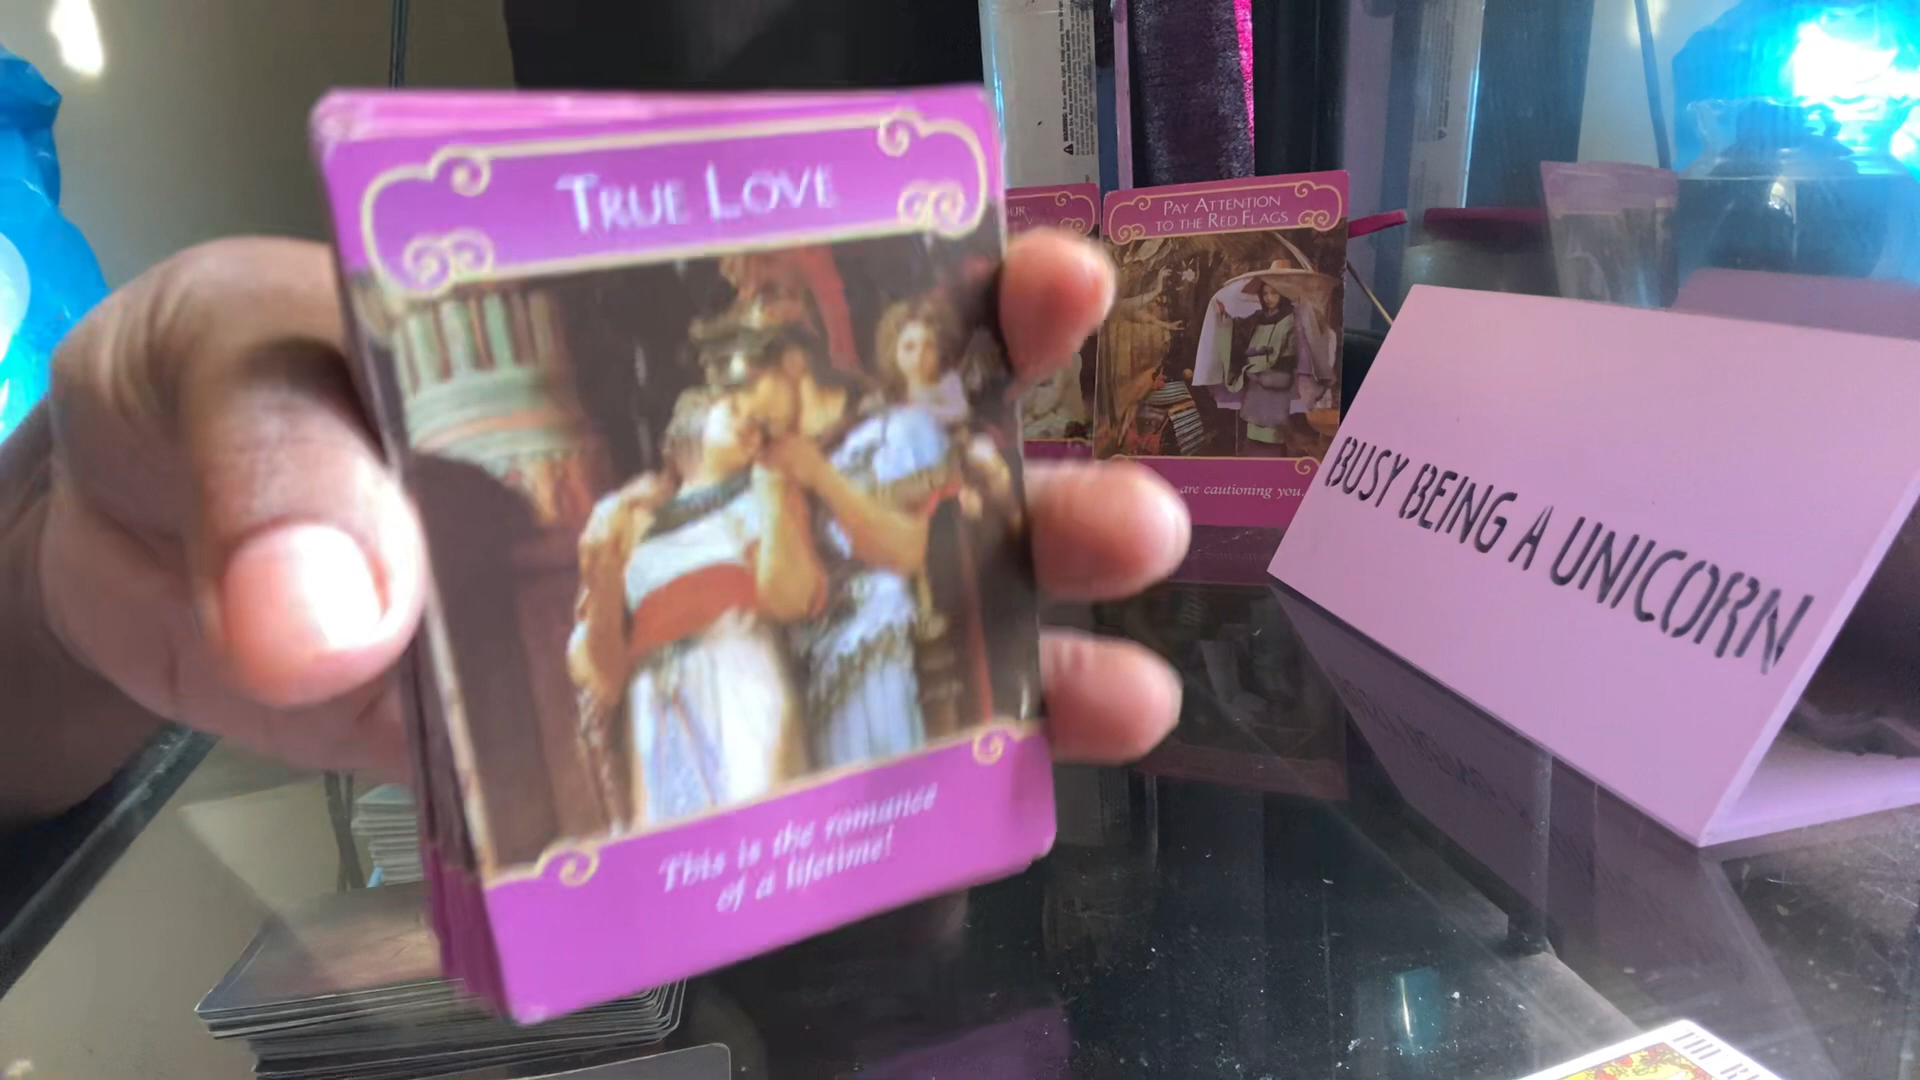 TRUE LOVE
This is the romance
of a lifetime!
PAY ATTENTION
TO THE RED FLAGS
are cautioning you.
BUSY BEING A UNICORN
WARNING: